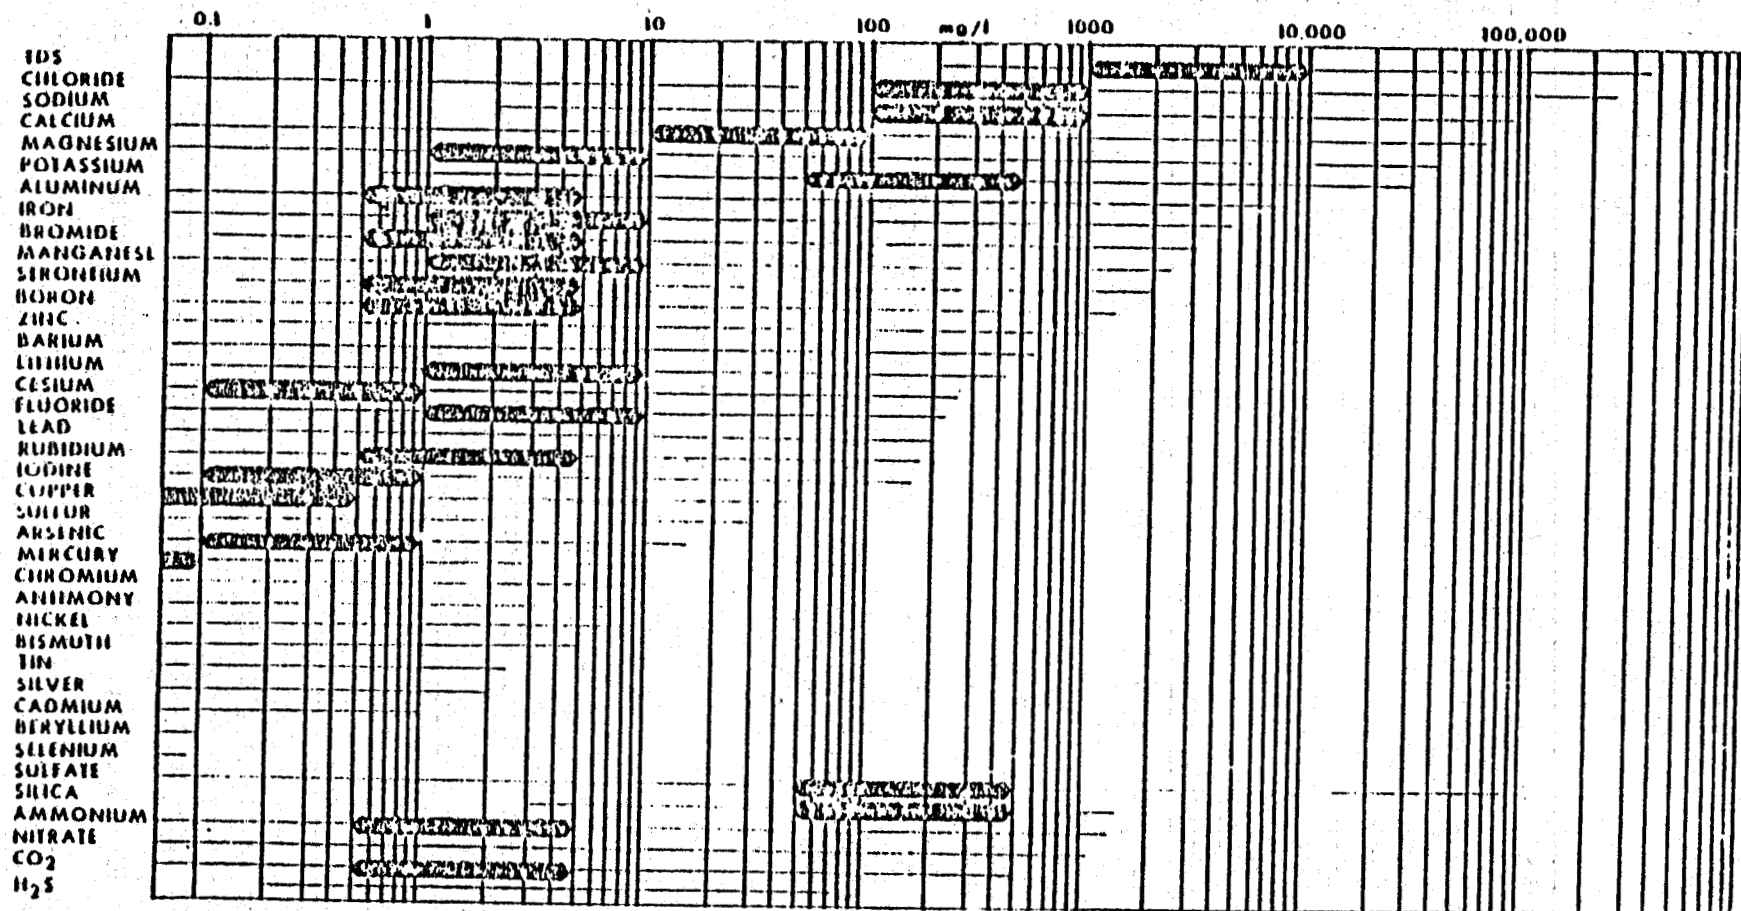 0.1 1 10 100 mg/l 1000 10,000 100,000
TDS
CHLORIDE
SODIUM
CALCIUM
MAGNESIUM
POTASSIUM
ALUMINUM
IRON
BROMIDE
MANGANESE
STRONTIUM
BORON
ZINC
BARIUM
LITHIUM
CESIUM
FLUORIDE
LEAD
RUBIDIUM
IODINE
COPPER
SULFUR
ARSENIC
MERCURY
CHROMIUM
ANTIMONY
NICKEL
BISMUTH
TIN
SILVER
CADMIUM
BERYLLIUM
SELENIUM
SULFATE
SILICA
AMMONIUM
NITRATE
CO2
H2S